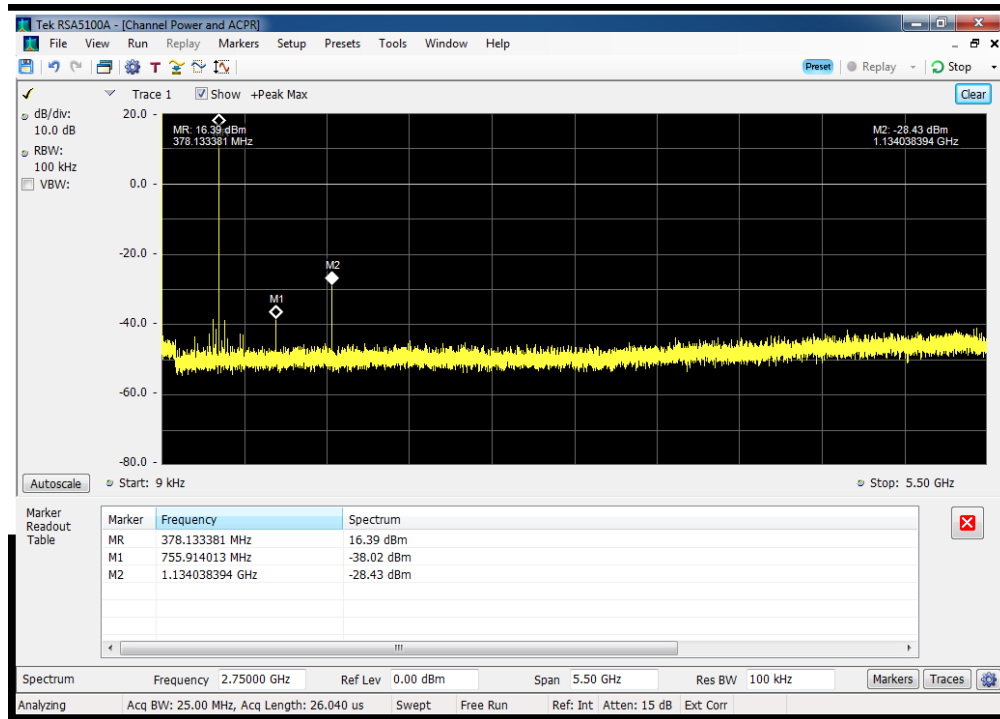 Tek RSA5100A - [Channel Power and ACPR]
File View Run Replay Markers Setup Presets Tools Window Help
Preset Replay Stop
Trace 1 Show +Peak Max Clear
dB/div:
10.0 dB
RBW:
100 kHz
VBW:
20.0
0.0
-20.0
-40.0
-60.0
-80.0
MR: 16.39 dBm
378.133381 MHz
M2: -28.43 dBm
1.134038394 GHz
M2
M1
Autoscale Start: 9 kHz Stop: 5.50 GHz
Marker
Readout
Table
Marker Frequency Spectrum
MR 378.133381 MHz 16.39 dBm
M1 755.914013 MHz -38.02 dBm
M2 1.134038394 GHz -28.43 dBm
Spectrum Frequency 2.75000 GHz Ref Lev 0.00 dBm Span 5.50 GHz Res BW 100 kHz Markers Traces
Analyzing Acq BW: 25.00 MHz, Acq Length: 26.040 us Swept Free Run Ref: Int Atten: 15 dB Ext Corr